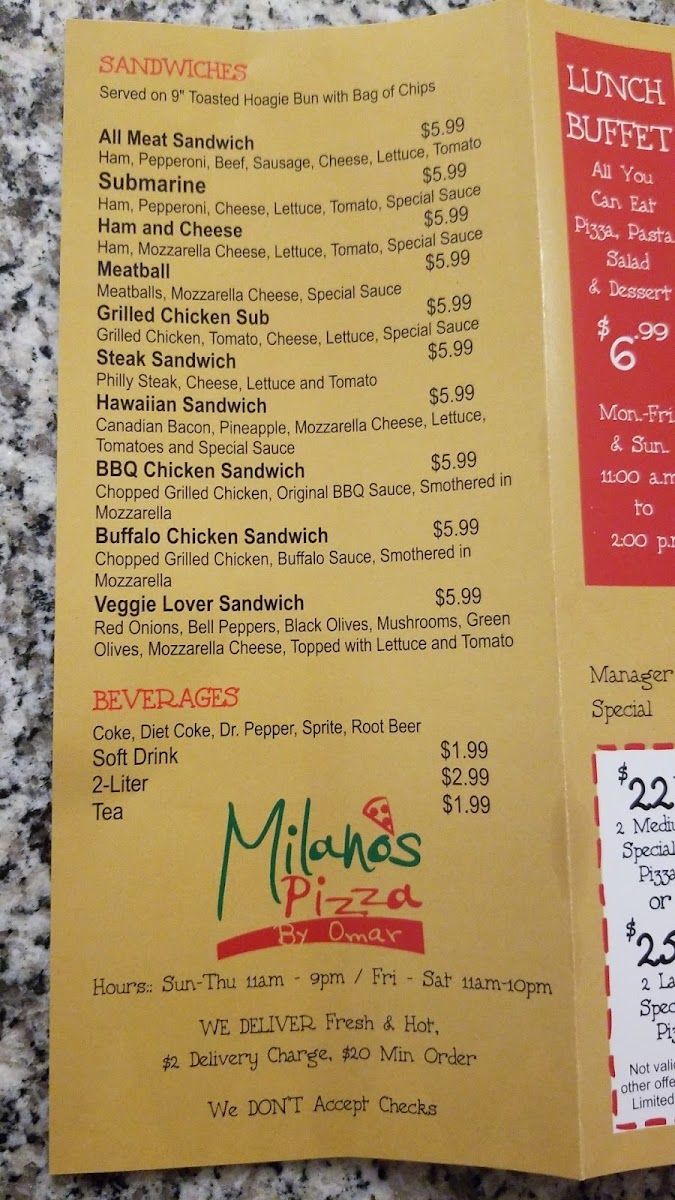 SANDWICHES
Served on 9" Toasted Hoagie Bun with Bag of Chips
All Meat Sandwich $5.99
Ham, Pepperoni, Beef, Sausage, Cheese, Lettuce, Tomato
Submarine $5.99
Ham, Pepperoni, Cheese, Lettuce, Tomato, Special Sauce
Ham and Cheese $5.99
Ham, Mozzarella Cheese, Lettuce, Tomato, Special Sauce
Meatball $5.99
Meatballs, Mozzarella Cheese, Special Sauce
Grilled Chicken Sub $5.99
Grilled Chicken, Tomato, Cheese, Lettuce, Special Sauce
Steak Sandwich $5.99
Philly Steak, Cheese, Lettuce and Tomato
Hawaiian Sandwich $5.99
Canadian Bacon, Pineapple, Mozzarella Cheese, Lettuce,
Tomatoes and Special Sauce
BBQ Chicken Sandwich $5.99
Chopped Grilled Chicken, Original BBQ Sauce, Smothered in
Mozzarella
Buffalo Chicken Sandwich $5.99
Chopped Grilled Chicken, Buffalo Sauce, Smothered in
Mozzarella
Veggie Lover Sandwich $5.99
Red Onions, Bell Peppers, Black Olives, Mushrooms, Green
Olives, Mozzarella Cheese, Topped with Lettuce and Tomato
BEVERAGES
Coke, Diet Coke, Dr. Pepper, Sprite, Root Beer
Soft Drink $1.99
2-Liter $2.99
Tea $1.99
Milanos
Pizza
By Omar
Hours:: Sun-Thu 11am - 9pm / Fri - Sat 11am-10pm
WE DELIVER Fresh & Hot,
$2 Delivery Charge, $20 Min Order
We DON'T Accept Checks
LUNCH
BUFFET
All You
Can Eat
Pizza, Pasta
Salad
& Dessert
$6.99
Mon.-Fri.
& Sun.
11:00 a.m
to
2:00 p.
Manager
Special
$22
2 Mediu
Special
Pizza
or
$25
2 La
Spec
Piz
Not vali
other offe
Limited